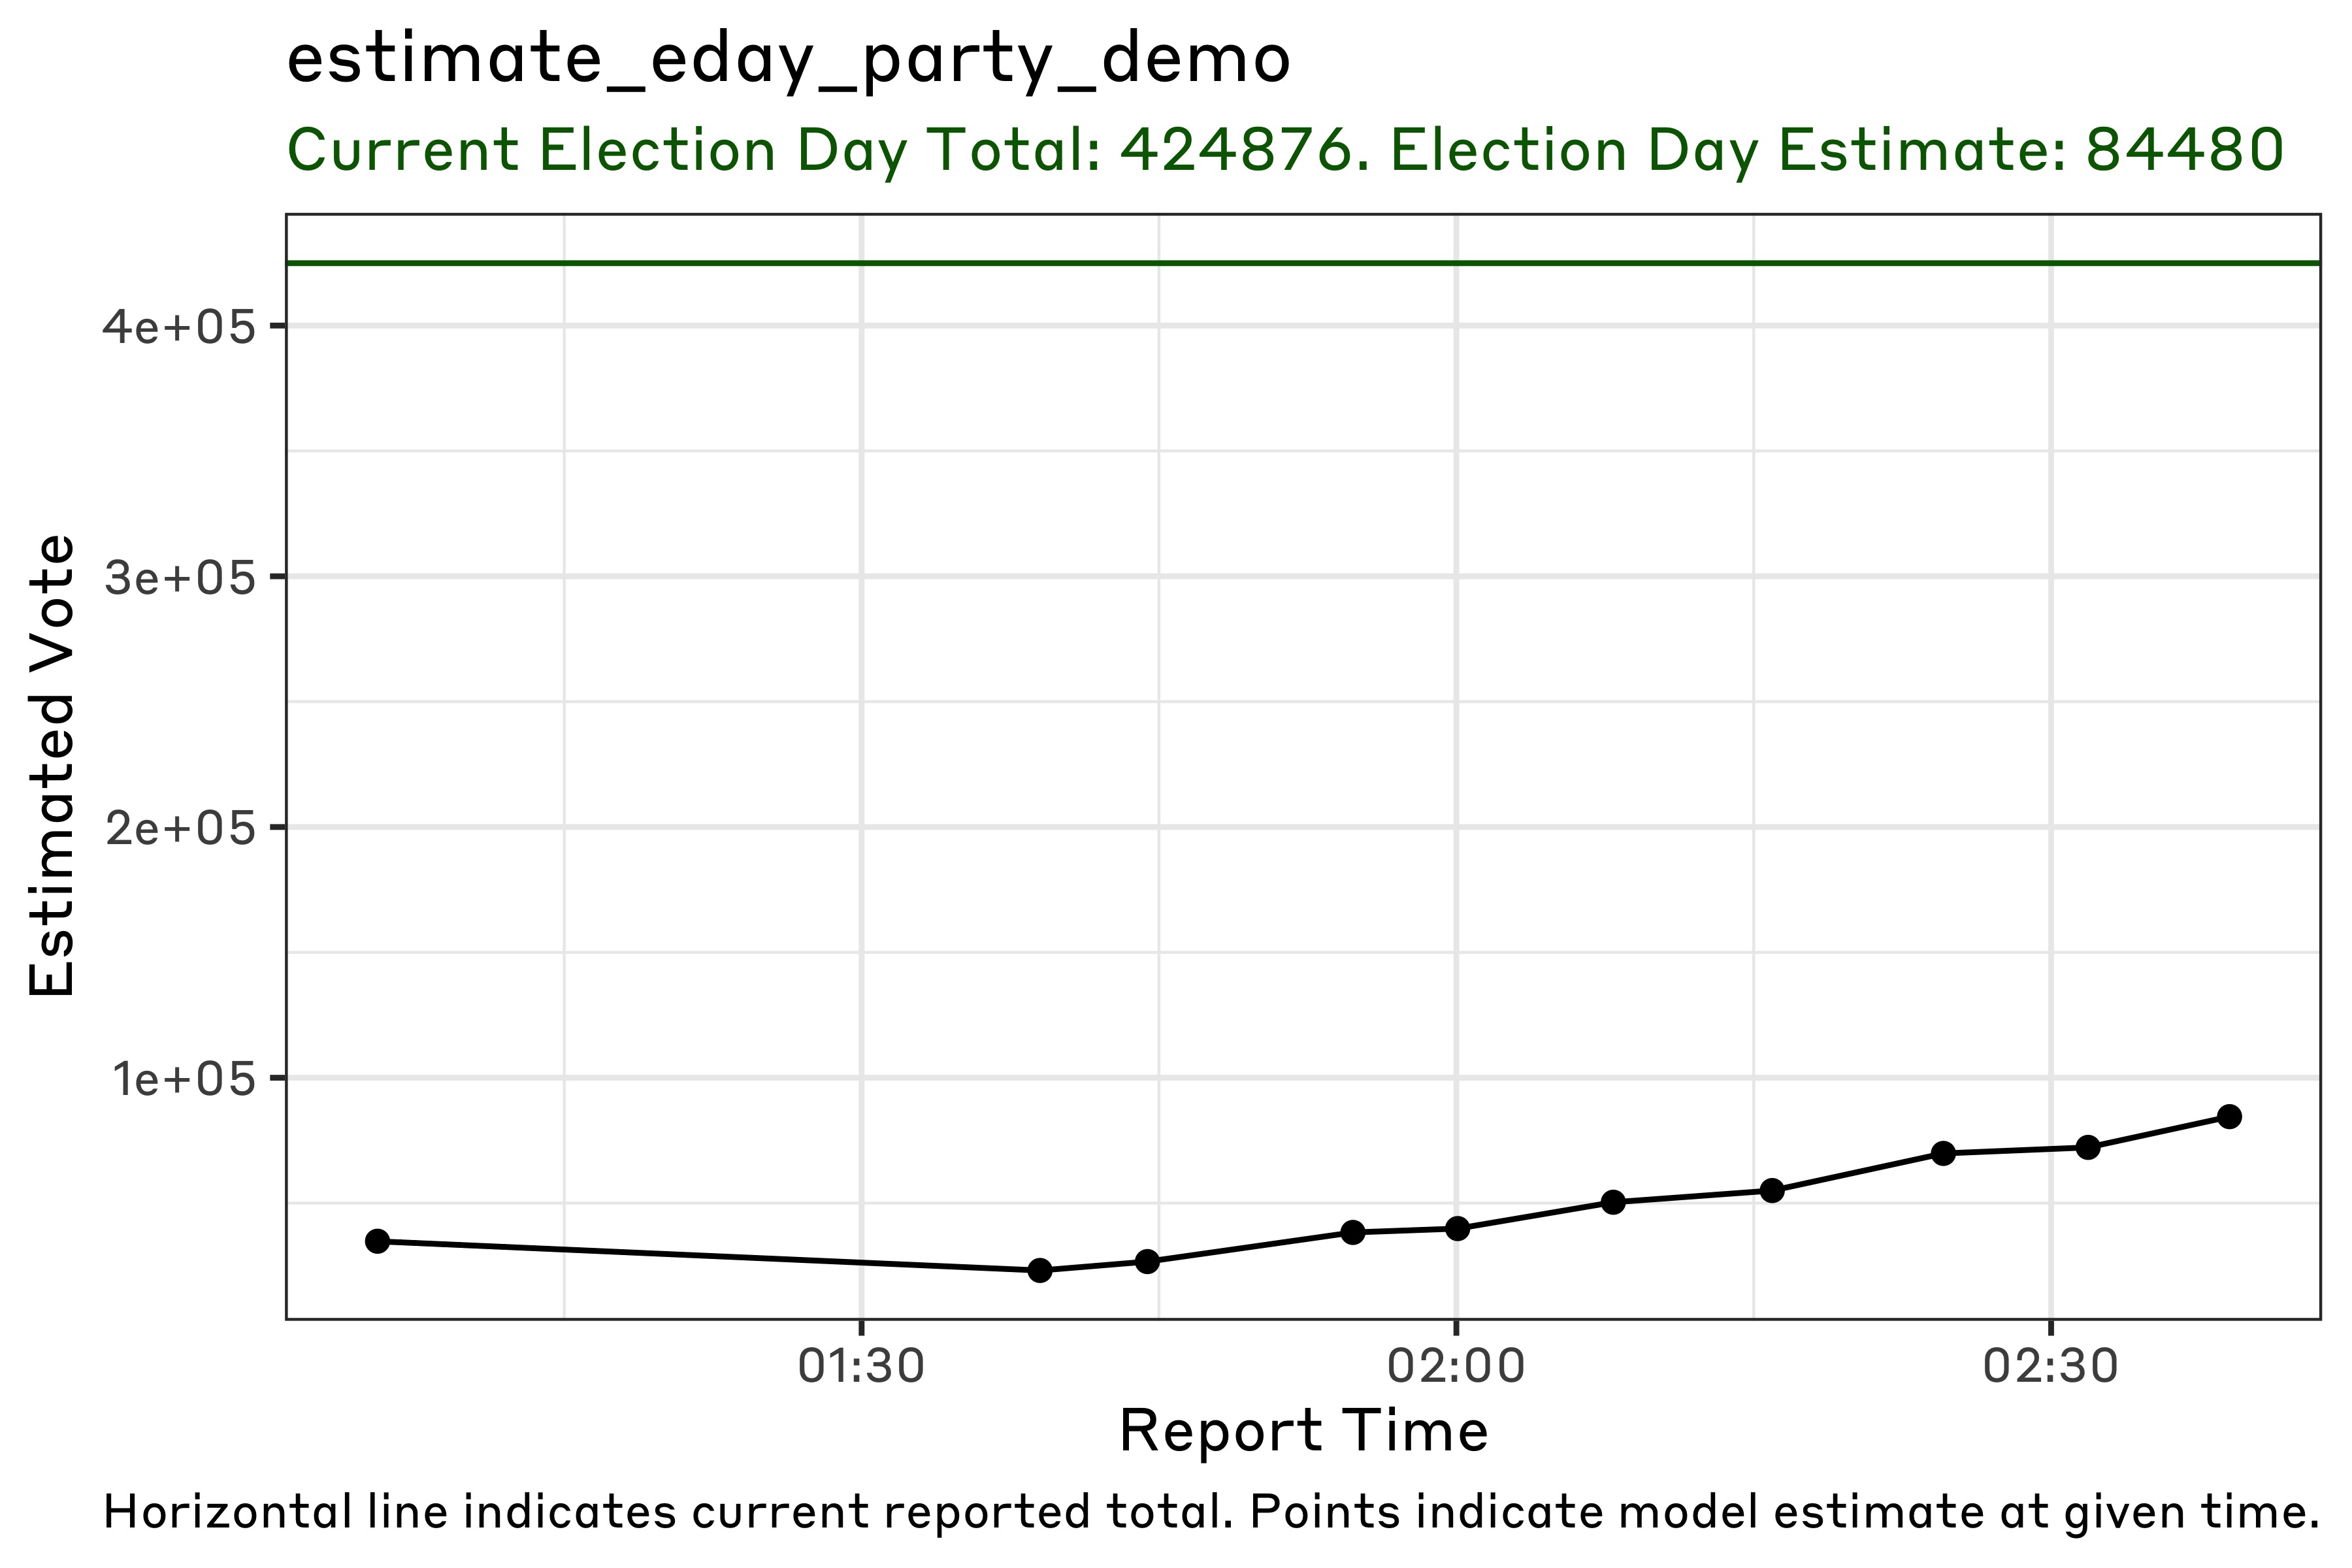 estimate_eday_party_demo
Current Election Day Total: 424876. Election Day Estimate: 84480
4e+05
3e+05
2e+05
1e+05
Estimated Vote
01:30 02:00 02:30
Report Time
Horizontal line indicates current reported total. Points indicate model estimate at given time.